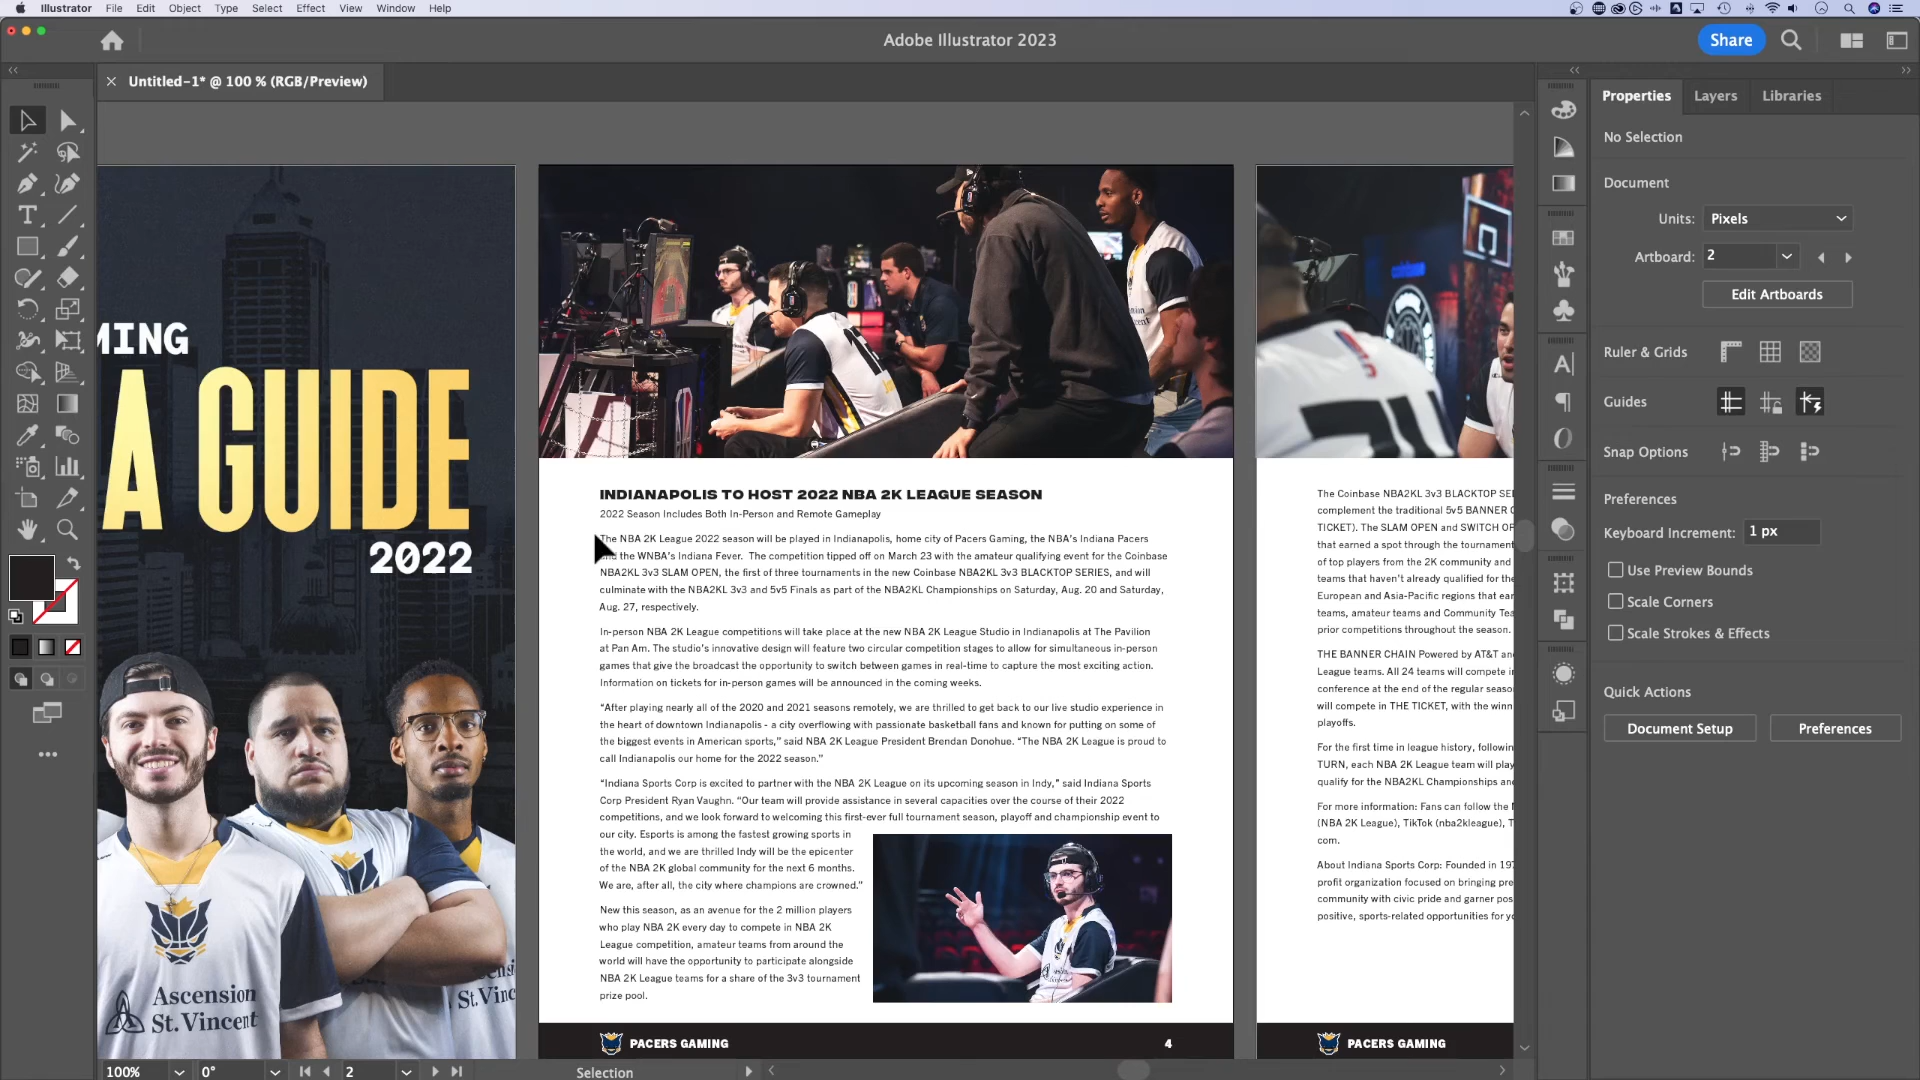 Illustrator File Edit Object Type Select Effect View Window Help
Adobe Illustrator 2023
Share
Untitled-1* @ 100 % (RGB/Preview)
MING
A GUIDE
2022
Ascension
St.Vincent
INDIANAPOLIS TO HOST 2022 NBA 2K LEAGUE SEASON
2022 Season Includes Both In-Person and Remote Gameplay
The NBA 2K League 2022 season will be played in Indianapolis, home city of Pacers Gaming, the NBA's Indiana Pacers
the WNBA's Indiana Fever. The competition tipped off on March 23 with the amateur qualifying event for the Coinbase
NBA2KL 3v3 SLAM OPEN, the first of three tournaments in the new Coinbase NBA2KL 3v3 BLACKTOP SERIES, and will
culminate with the NBA2KL 3v3 and 5v5 Finals as part of the NBA2KL Championships on Saturday, Aug. 20 and Saturday,
Aug. 27, respectively.
In-person NBA 2K League competitions will take place at the new NBA 2K League Studio in Indianapolis at The Pavilion
at Pan Am. The studio's innovative design will feature two circular competition stages to allow for simultaneous in-person
games that give the broadcast the opportunity to switch between games in real-time to capture the most exciting action.
Information on tickets for in-person games will be announced in the coming weeks.
“After playing nearly all of the 2020 and 2021 seasons remotely, we are thrilled to get back to our live studio experience in
the heart of downtown Indianapolis - a city overflowing with passionate basketball fans and known for putting on some of
the biggest events in American sports,” said NBA 2K League President Brendan Donohue. “The NBA 2K League is proud to
call Indianapolis our home for the 2022 season.”
“Indiana Sports Corp is excited to partner with the NBA 2K League on its upcoming season in Indy,” said Indiana Sports
Corp President Ryan Vaughn. “Our team will provide assistance in several capacities over the course of their 2022
competitions, and we look forward to welcoming this first-ever full tournament season, playoff and championship event to
our city. Esports is among the fastest growing sports in
the world, and we are thrilled Indy will be the epicenter
of the NBA 2K global community for the next 6 months.
We are, after all, the city where champions are crowned.”
New this season, as an avenue for the 2 million players
who play NBA 2K every day to compete in NBA 2K
League competition, amateur teams from around the
world will have the opportunity to participate alongside
NBA 2K League teams for a share of the 3v3 tournament
prize pool.
PACERS GAMING
4
coinbase
The Coinbase NBA2KL 3v3 BLACKTOP SE
complement the traditional 5v5 BANNER
TICKET). The SLAM OPEN and SWITCH OF
that earned a spot through the tournament
of top players from the 2K community and
teams that haven't already qualified for the
European and Asia-Pacific regions that ear
teams, amateur teams and Community Tea
prior competitions throughout the season.
THE BANNER CHAIN Powered by AT&T an
League teams. All 24 teams will compete i
conference at the end of the regular seaso
will compete in THE TICKET, with the winn
playoffs.
For the first time in league history, followin
TURN, each NBA 2K League team will play
qualify for the NBA2KL Championships an
For more information: Fans can follow the
(NBA 2K League), TikTok (nba2kleague), T
com.
About Indiana Sports Corp: Founded in 197
profit organization focused on bringing pre
community with civic pride and garner pos
positive, sports-related opportunities for yo
PACERS GAMING
Properties Layers Libraries
No Selection
Document
Units: Pixels
Artboard: 2
Edit Artboards
Ruler & Grids
Guides
Snap Options
Preferences
Keyboard Increment: 1 px
Use Preview Bounds
Scale Corners
Scale Strokes & Effects
Quick Actions
Document Setup Preferences
100% 0° 2 Selection